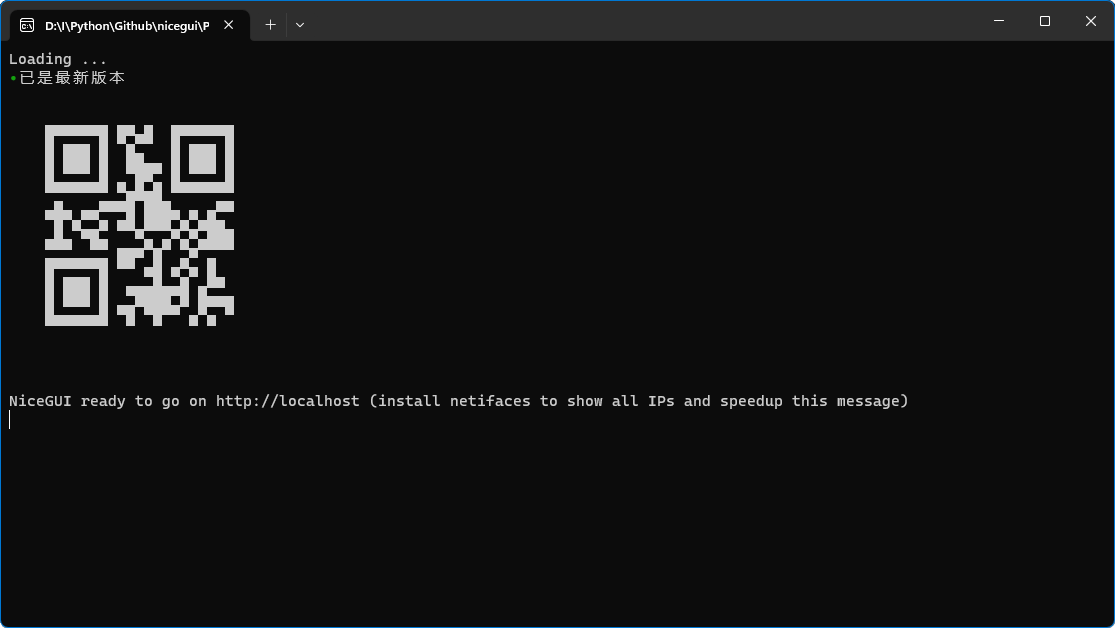 D:\I\Python\Github\nicegui\P
Loading ...
已是最新版本
NiceGUI ready to go on http://localhost (install netifaces to show all IPs and speedup this message)